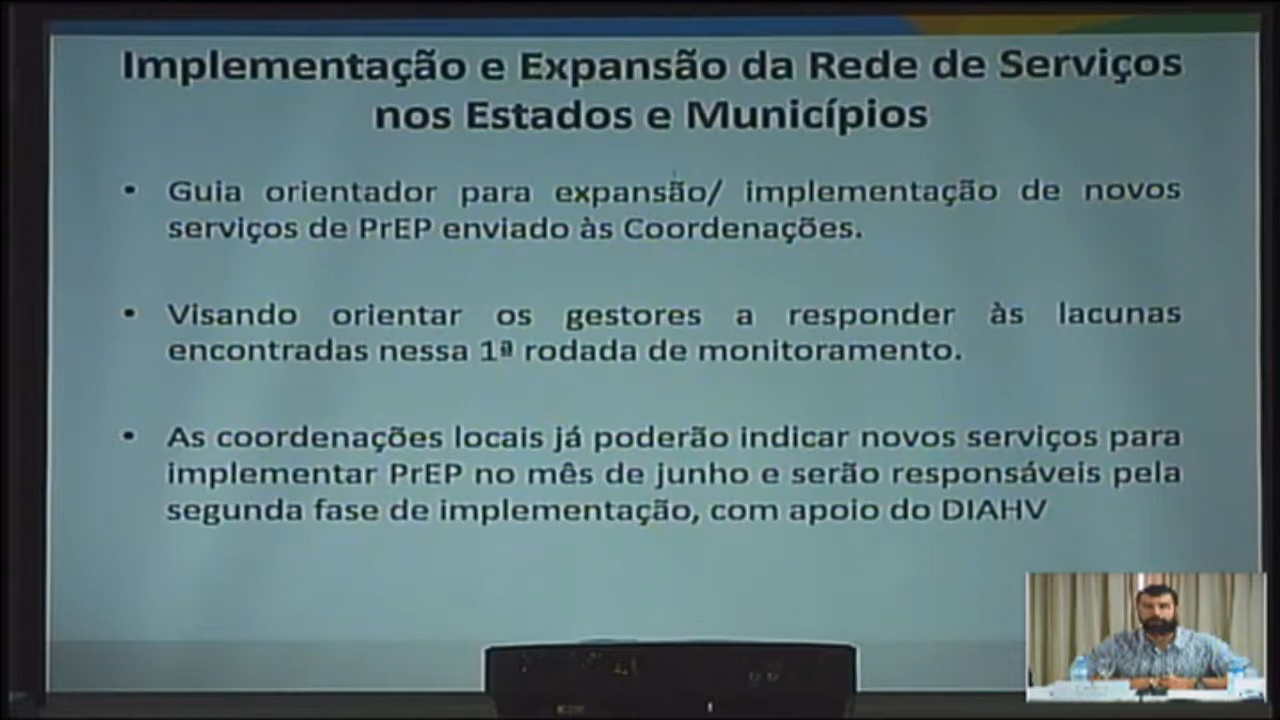 Implementação e Expansão da Rede de Serviços
nos Estados e Municípios
• Guia orientador para expansão/ implementação de novos
serviços de PrEP enviado às Coordenações.
• Visando orientar os gestores a responder às lacunas
encontradas nessa 1ª rodada de monitoramento.
• As coordenações locais já poderão indicar novos serviços para
implementar PrEP no mês de junho e serão responsáveis pela
segunda fase de implementação, com apoio do DIAHV